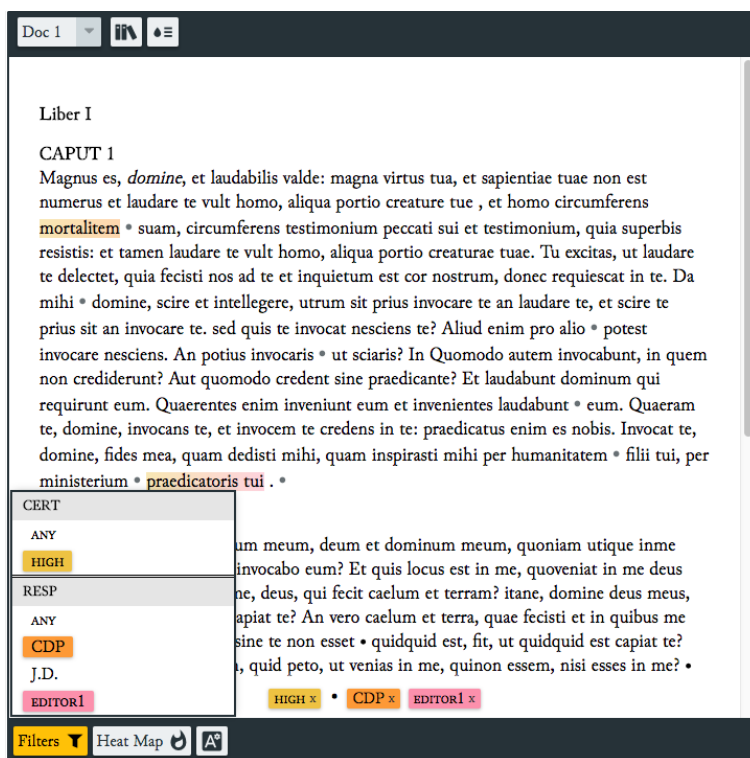 Doc 1
Liber I
CAPUT 1
Magnus es, domine, et laudabilis valde: magna virtus tua, et sapientiae tuae non est
numerus et laudare te vult homo, aliqua portio creature tue , et homo circumferens
mortalitem • suam, circumferens testimonium peccati sui et testimonium, quia superbis
resistis: et tamen laudare te vult homo, aliqua portio creaturae tuae. Tu excitas, ut laudare
te delectet, quia fecisti nos ad te et inquietum est cor nostrum, donec requiescat in te. Da
mihi • domine, scire et intellegere, utrum sit prius invocare te an laudare te, et scire te
prius sit an invocare te. sed quis te invocat nesciens te? Aliud enim pro alio • potest
invocare nesciens. An potius invocaris • ut sciaris? In Quomodo autem invocabunt, in quem
non crediderunt? Aut quomodo credent sine praedicante? Et laudabunt dominum qui
requirunt eum. Quaerentes enim inveniunt eum et invenientes laudabunt • eum. Quaeram
te, domine, invocans te, et invocem te credens in te: praedicatus enim es nobis. Invocat te,
domine, fides mea, quam dedisti mihi, quam inspirasti mihi per humanitatem • filii tui, per
ministerium • praedicatoris tui . •
CERT
ANY
HIGH
RESP
ANY
CDP
J.D.
EDITOR1
um meum, deum et dominum meum, quoniam utique inme
invocabo eum? Et quis locus est in me, quoveniat in me deus
me, deus, qui fecit caelum et terram? itane, domine deus meus,
apiat te? An vero caelum et terra, quae fecisti et in quibus me
sine te non esset • quidquid est, fit, ut quidquid est capiat te?
, quid peto, ut venias in me, quinon essem, nisi esses in me? •
HIGH x • CDP x EDITOR1 x
Filters Heat Map A